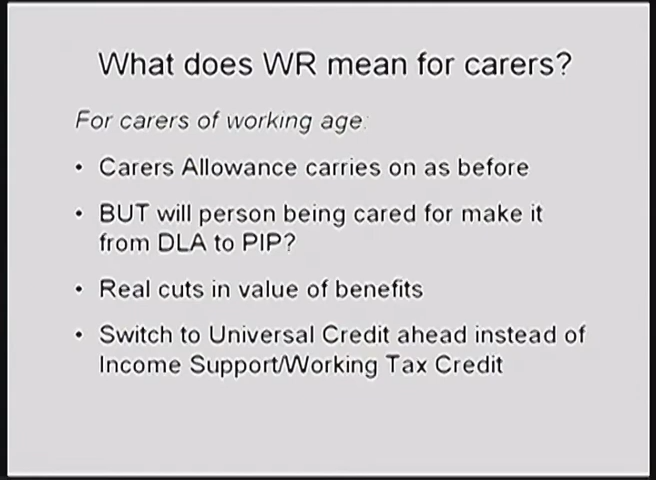 What does WR mean for carers?
For carers of working age:
• Carers Allowance carries on as before
• BUT will person being cared for make it
from DLA to PIP?
• Real cuts in value of benefits
• Switch to Universal Credit ahead instead of
Income Support/Working Tax Credit